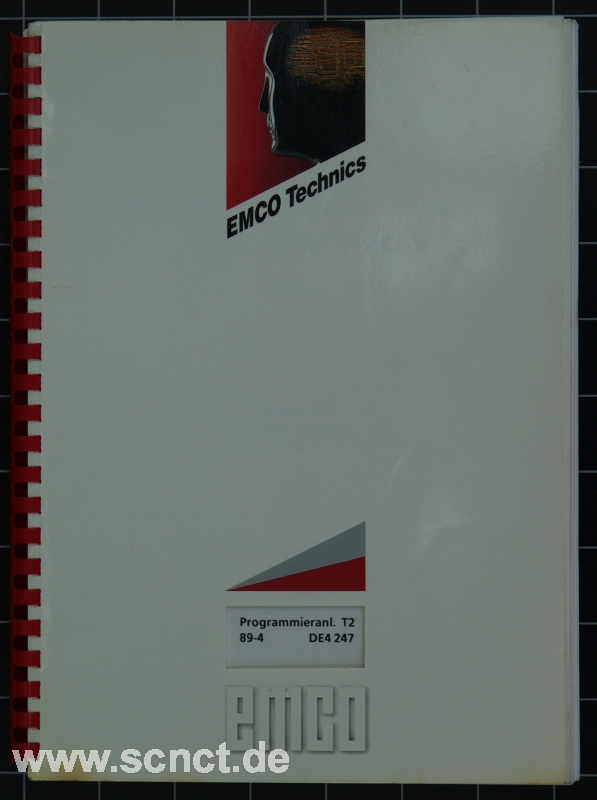 EMCO Technics
Programmieranl. T2
89-4 DE4 247
emco
www.scnct.de